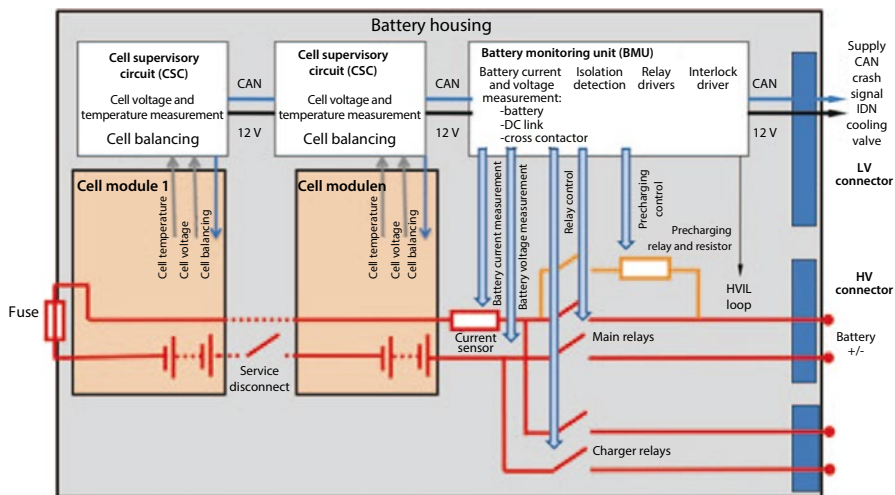 Battery housing
Cell supervisory
circuit (CSC)
Cell voltage and
temperature measurement
Cell balancing
CAN
12 V
Cell supervisory
circuit (CSC)
Cell voltage and
temperature measurement
Cell balancing
CAN
12 V
Battery monitoring unit (BMU)
Battery current
and voltage
measurement:
-battery
-DC link
-cross contactor
Isolation
detection
Relay
drivers
Interlock
driver
CAN
12 V
Supply
CAN
crash
signal
IDN
cooling
valve
LV
connector
Cell module 1
Cell temperature
Cell voltage
Cell balancing
Cell modulen
Cell temperature
Cell voltage
Cell balancing
Battery current measurement
Battery voltage measurement
Relay control
Precharging
control
Precharging
relay and resistor
HVIL
loop
HV
connector
Fuse
Current
sensor
Main relays
Battery
+/-
Service
disconnect
Charger relays